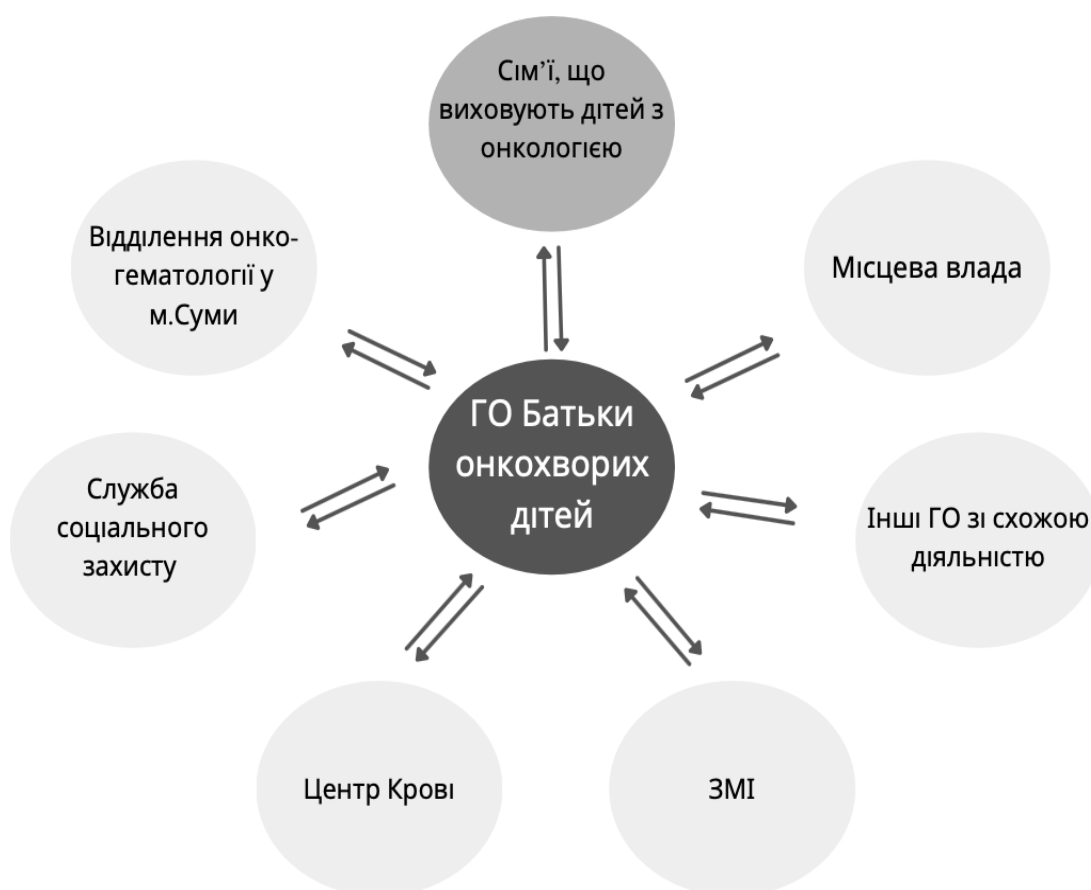 Сім’ї, що
виховують дітей з
онкологією
Відділення онко-
гематології у
м.Суми
Місцева влада
ГО Батьки
онкохворих
дітей
Служба
соціального
захисту
Інші ГО зі схожою
діяльністю
Центр Крові
ЗМІ